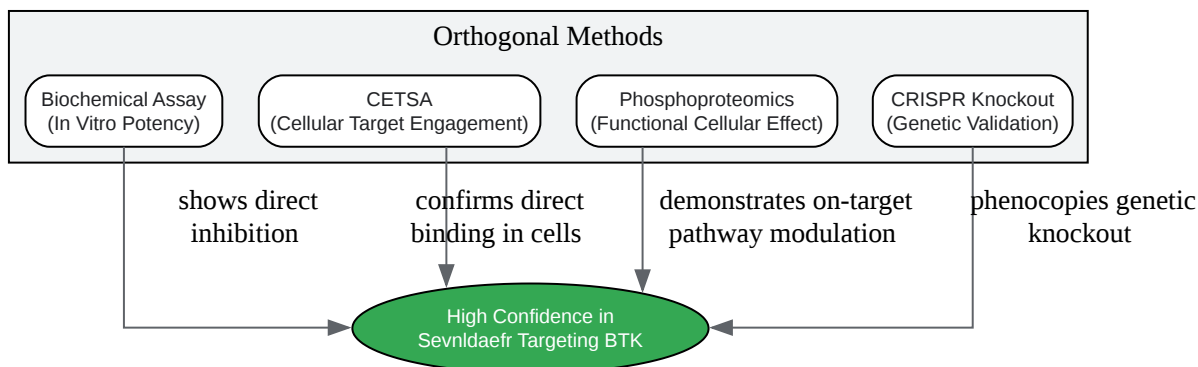 Orthogonal Methods
Biochemical Assay
(In Vitro Potency)
CETSA
(Cellular Target Engagement)
Phosphoproteomics
(Functional Cellular Effect)
CRISPR Knockout
(Genetic Validation)
shows direct
inhibition
confirms direct
binding in cells
demonstrates on-target
pathway modulation
phenocopies genetic
knockout
High Confidence in
Sevnldaefr Targeting BTK